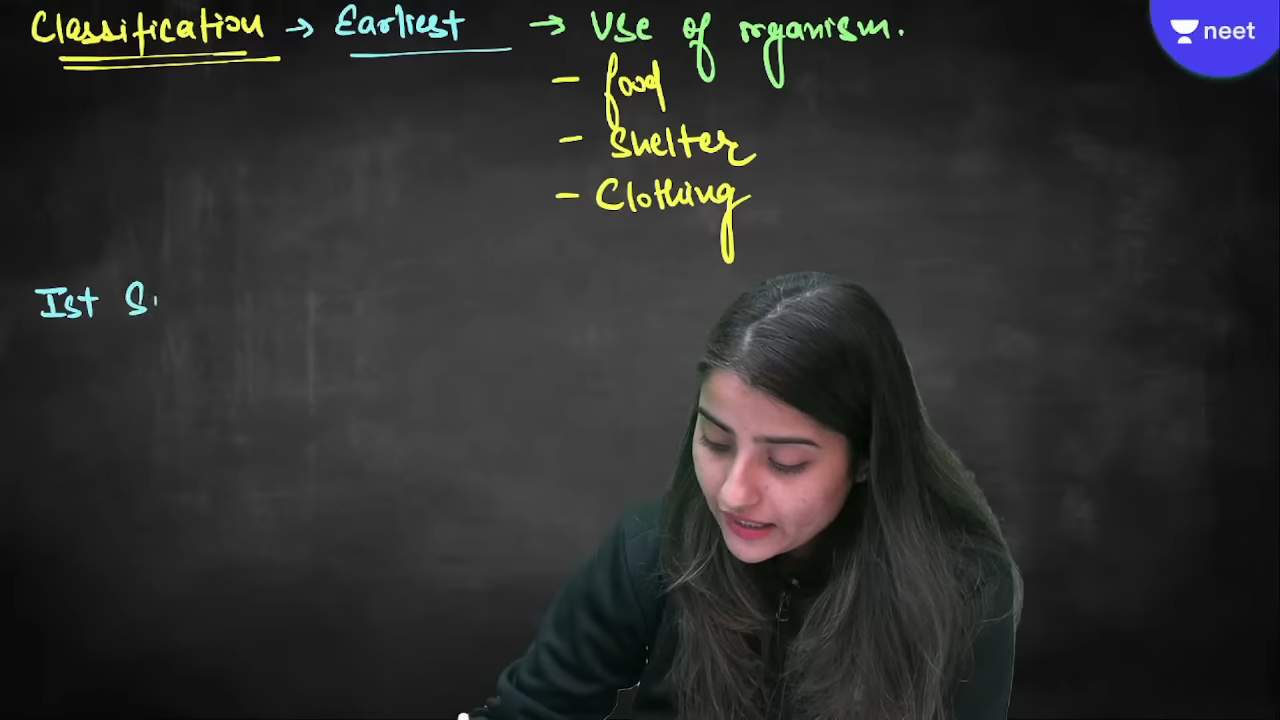 Classification → Earliest → Use of organism.
neet
- food
- Shelter
- Clothing
Ist S